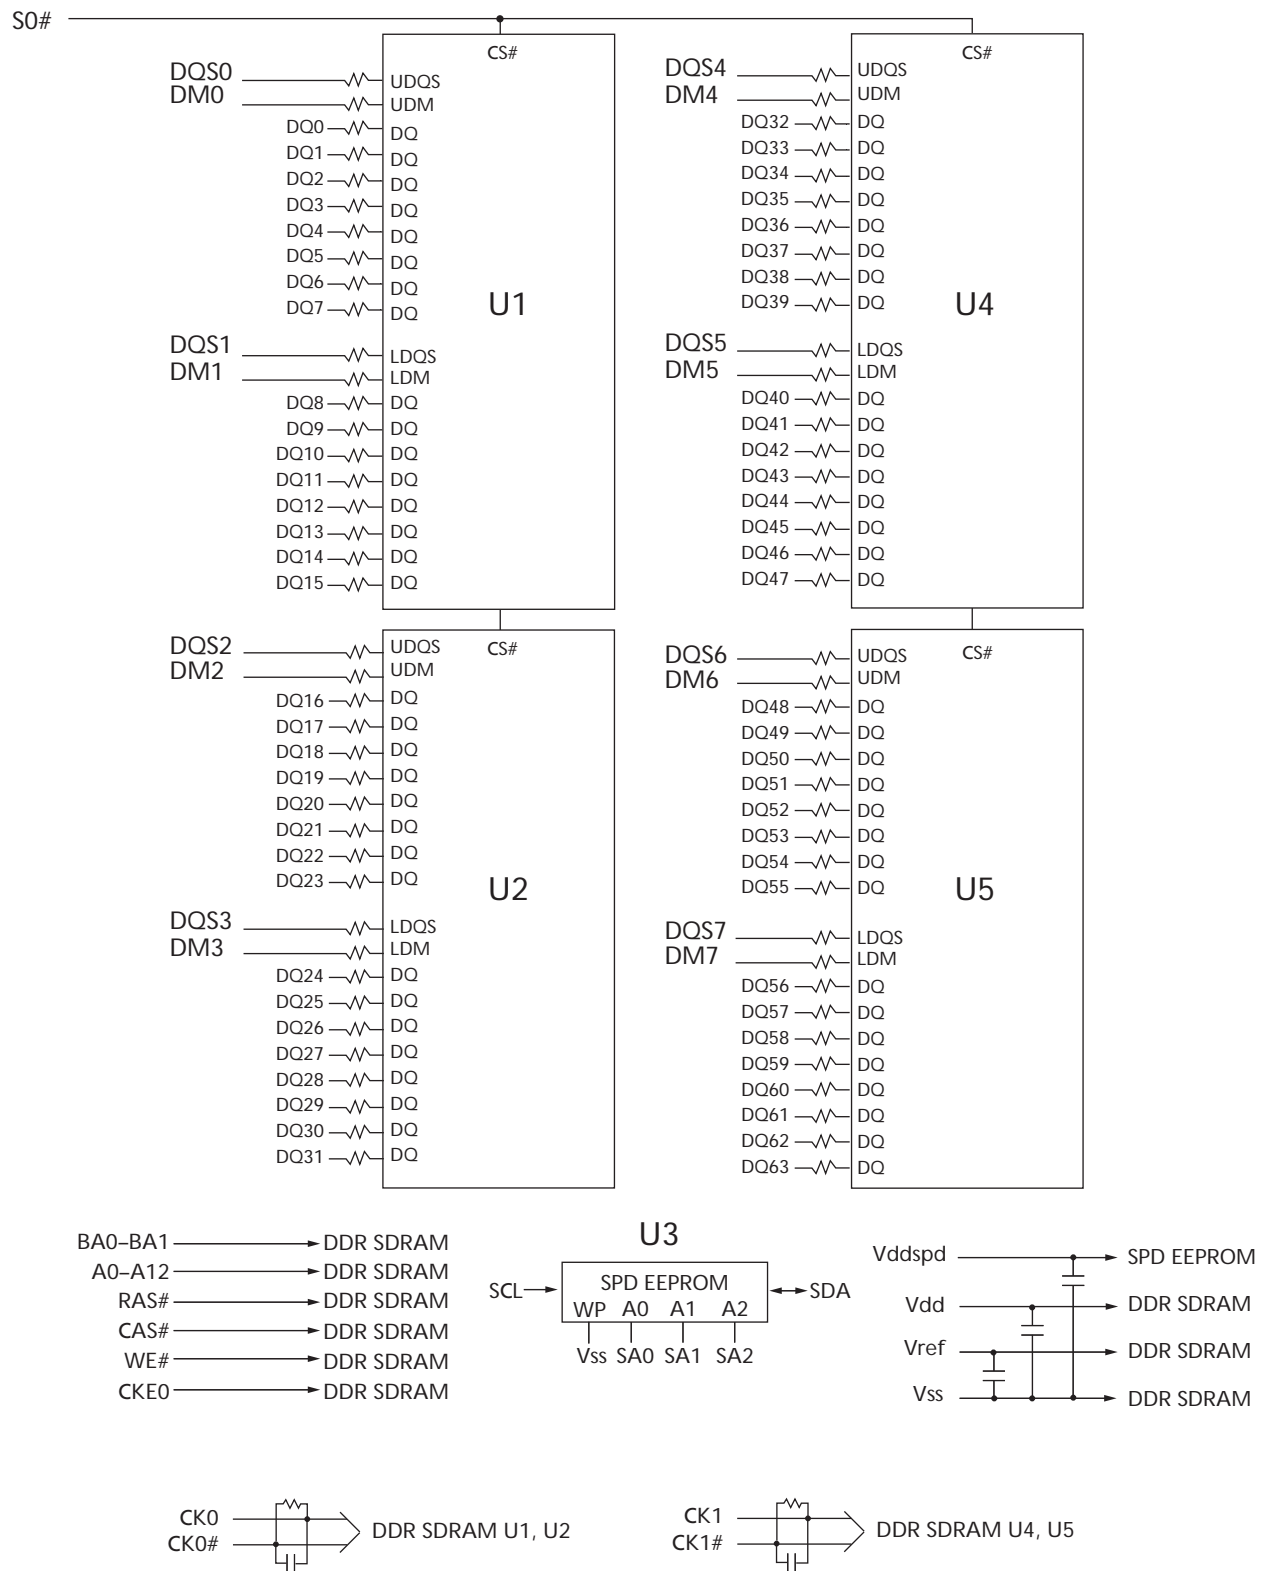 S0#
CS#
DQS0
UDQS
DM0
UDM
DQ0 DQ
DQ1 DQ
DQ2 DQ
DQ3 DQ
DQ4 DQ
DQ5 DQ
DQ6 DQ
DQ7 DQ
U1
DQS1
LDQS
DM1
LDM
DQ8 DQ
DQ9 DQ
DQ10 DQ
DQ11 DQ
DQ12 DQ
DQ13 DQ
DQ14 DQ
DQ15 DQ
CS#
DQS4
UDQS
DM4
UDM
DQ32 DQ
DQ33 DQ
DQ34 DQ
DQ35 DQ
DQ36 DQ
DQ37 DQ
DQ38 DQ
DQ39 DQ
U4
DQS5
LDQS
DM5
LDM
DQ40 DQ
DQ41 DQ
DQ42 DQ
DQ43 DQ
DQ44 DQ
DQ45 DQ
DQ46 DQ
DQ47 DQ
CS#
DQS2
UDQS
DM2
UDM
DQ16 DQ
DQ17 DQ
DQ18 DQ
DQ19 DQ
DQ20 DQ
DQ21 DQ
DQ22 DQ
DQ23 DQ
U2
DQS3
LDQS
DM3
LDM
DQ24 DQ
DQ25 DQ
DQ26 DQ
DQ27 DQ
DQ28 DQ
DQ29 DQ
DQ30 DQ
DQ31 DQ
CS#
DQS6
UDQS
DM6
UDM
DQ48 DQ
DQ49 DQ
DQ50 DQ
DQ51 DQ
DQ52 DQ
DQ53 DQ
DQ54 DQ
DQ55 DQ
U5
DQS7
LDQS
DM7
LDM
DQ56 DQ
DQ57 DQ
DQ58 DQ
DQ59 DQ
DQ60 DQ
DQ61 DQ
DQ62 DQ
DQ63 DQ
BA0–BA1 DDR SDRAM
A0–A12 DDR SDRAM
RAS# DDR SDRAM
CAS# DDR SDRAM
WE# DDR SDRAM
CKE0 DDR SDRAM
U3
SCL SPD EEPROM SDA
WP A0 A1 A2
Vss SA0 SA1 SA2
Vddspd SPD EEPROM
Vdd DDR SDRAM
Vref DDR SDRAM
Vss DDR SDRAM
CK0
CK0#
DDR SDRAM U1, U2
CK1
CK1#
DDR SDRAM U4, U5